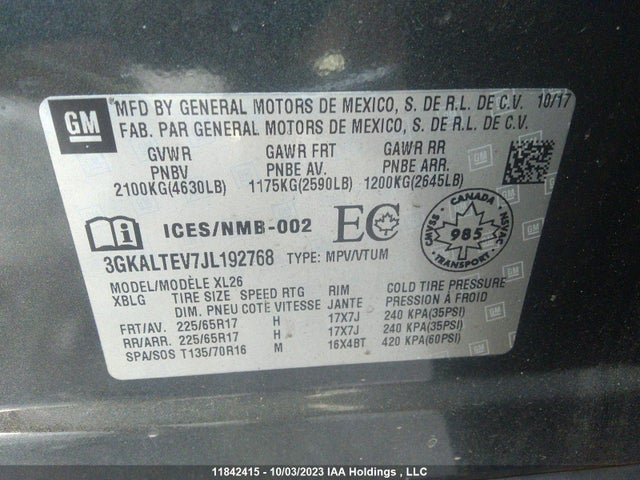 GM
MFD BY GENERAL MOTORS DE MEXICO, S. DE R.L. DE C.V. 10/17
FAB. PAR GENERAL MOTORS DE MEXICO, S. DE R.L. DE C.V.
GVWR GAWR FRT GAWR RR
PNBV PNBE AV. PNBE ARR.
2100KG(4630LB) 1175KG(2590LB) 1200KG(2645LB)
ICES/NMB-002 EC
CANADA
CMVSS 985 NSVAC
TRANSPORT
3GKALTEV7JL192768 TYPE: MPV/VTUM
MODEL/MODÈLE XL26
XBLG TIRE SIZE SPEED RTG RIM COLD TIRE PRESSURE
DIM. PNEU COTE VITESSE JANTE PRESSION À FROID
FRT/AV. 225/65R17 H 17X7J 240 KPA(35PSI)
RR/ARR. 225/65R17 H 17X7J 240 KPA(35PSI)
SPA/SOS T135/70R16 M 16X4BT 420 KPA(60PSI)
11842415 - 10/03/2023 IAA Holdings , LLC